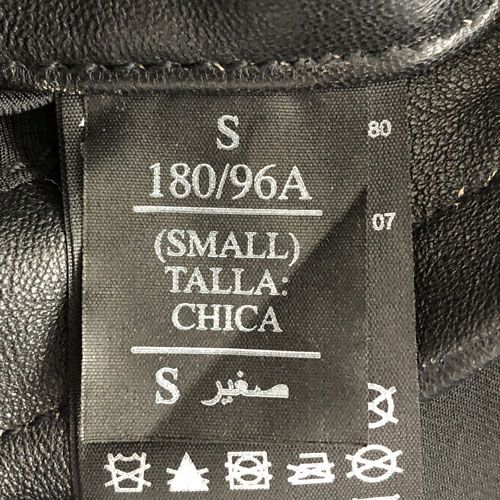 S
180/96A
(SMALL)
TALLA:
CHICA
S صغير
80
07